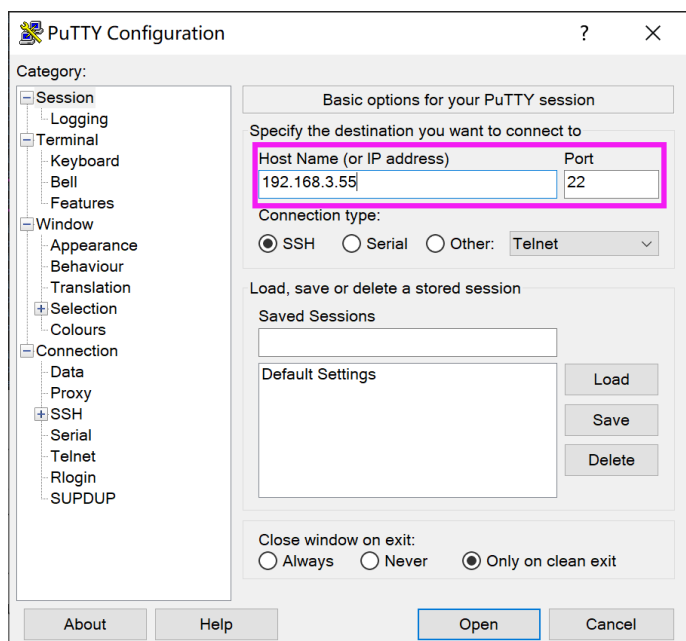 PuTTY Configuration
?
Category:
Session
Logging
Terminal
Keyboard
Bell
Features
Window
Appearance
Behaviour
Translation
Selection
Colours
Connection
Data
Proxy
SSH
Serial
Telnet
Rlogin
SUPDUP
Basic options for your PuTTY session
Specify the destination you want to connect to
Host Name (or IP address) Port
192.168.3.55 22
Connection type:
SSH Serial Other: Telnet
Load, save or delete a stored session
Saved Sessions
Default Settings
Load
Save
Delete
Close window on exit:
Always Never Only on clean exit
About Help Open Cancel